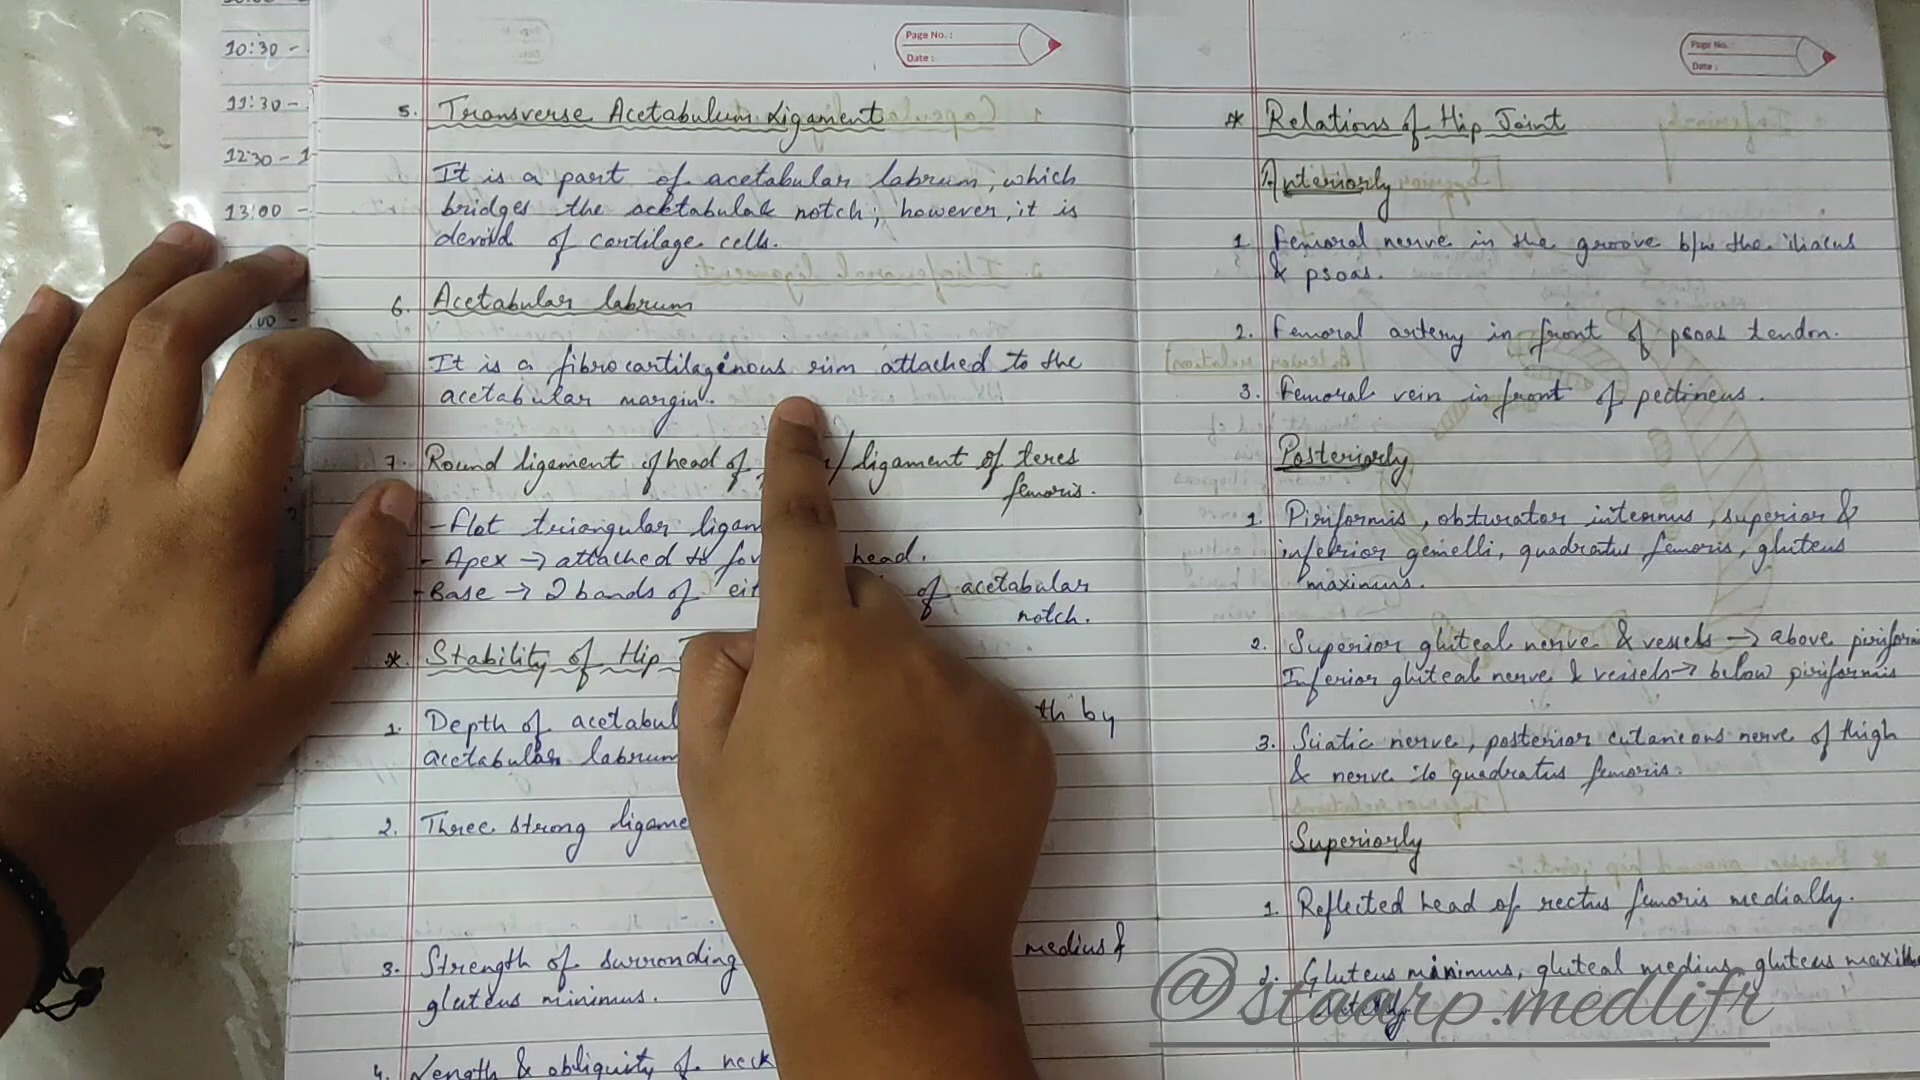 10:30 -
11:30 -
12:30 - 1
13:00 -
Page No.:
Date:
5. Transverse Acetabulum Ligament
It is a part of acetabular labrum, which
bridges the acetabular notch; however, it is
devoid of cartilage cells.
6. Acetabular labrum
It is a fibrocartilaginous rim attached to the
acetabular margin.
7. Round ligament of head of / ligament of teres
femoris.
- Flat triangular ligam
- Apex → attached to fov head.
- Base → 2 bands of eit of acetabular
notch.
*. Stability of Hip J
1. Depth of acetabul th by
acetabular labrum
2. Three strong ligame
3. Strength of surronding medius &
gluteus minimus.
4. Length & obliquity of neck
Page No.:
Date:
* Relations of Hip Joint
Anteriorly
1. Femoral nerve in the groove b/w the iliacus
& psoas.
2. Femoral artery in front of psoas tendon.
3. Femoral vein in front of pectineus.
Posteriorly
1. Piriformis, obturator internus, superior &
inferior gemelli, quadratus femoris, gluteus
maximus.
2. Superior gluteal nerve & vessels → above piriformi
Inferior gluteal nerve & vessels → below piriformis
3. Sciatic nerve, posterior cutaneous nerve of thigh
& nerve to quadratus femoris.
Superiorly
1. Reflected head of rectus femoris medially.
2. Gluteus minimus, gluteal medius, gluteus
@staarp.medlifr